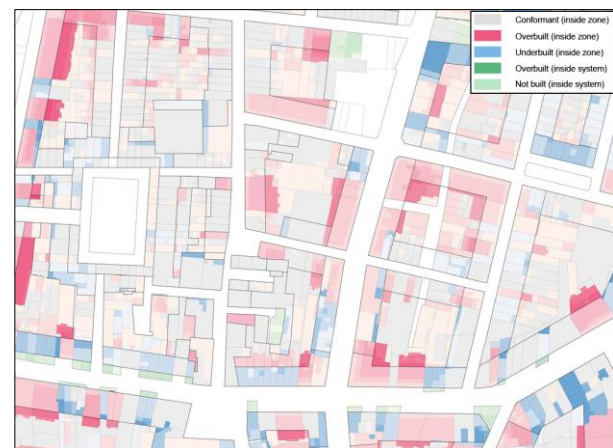 Conformant (inside zone)
Overbuilt (inside zone)
Underbuilt (inside zone)
Overbuilt (inside system)
Not built (inside system)